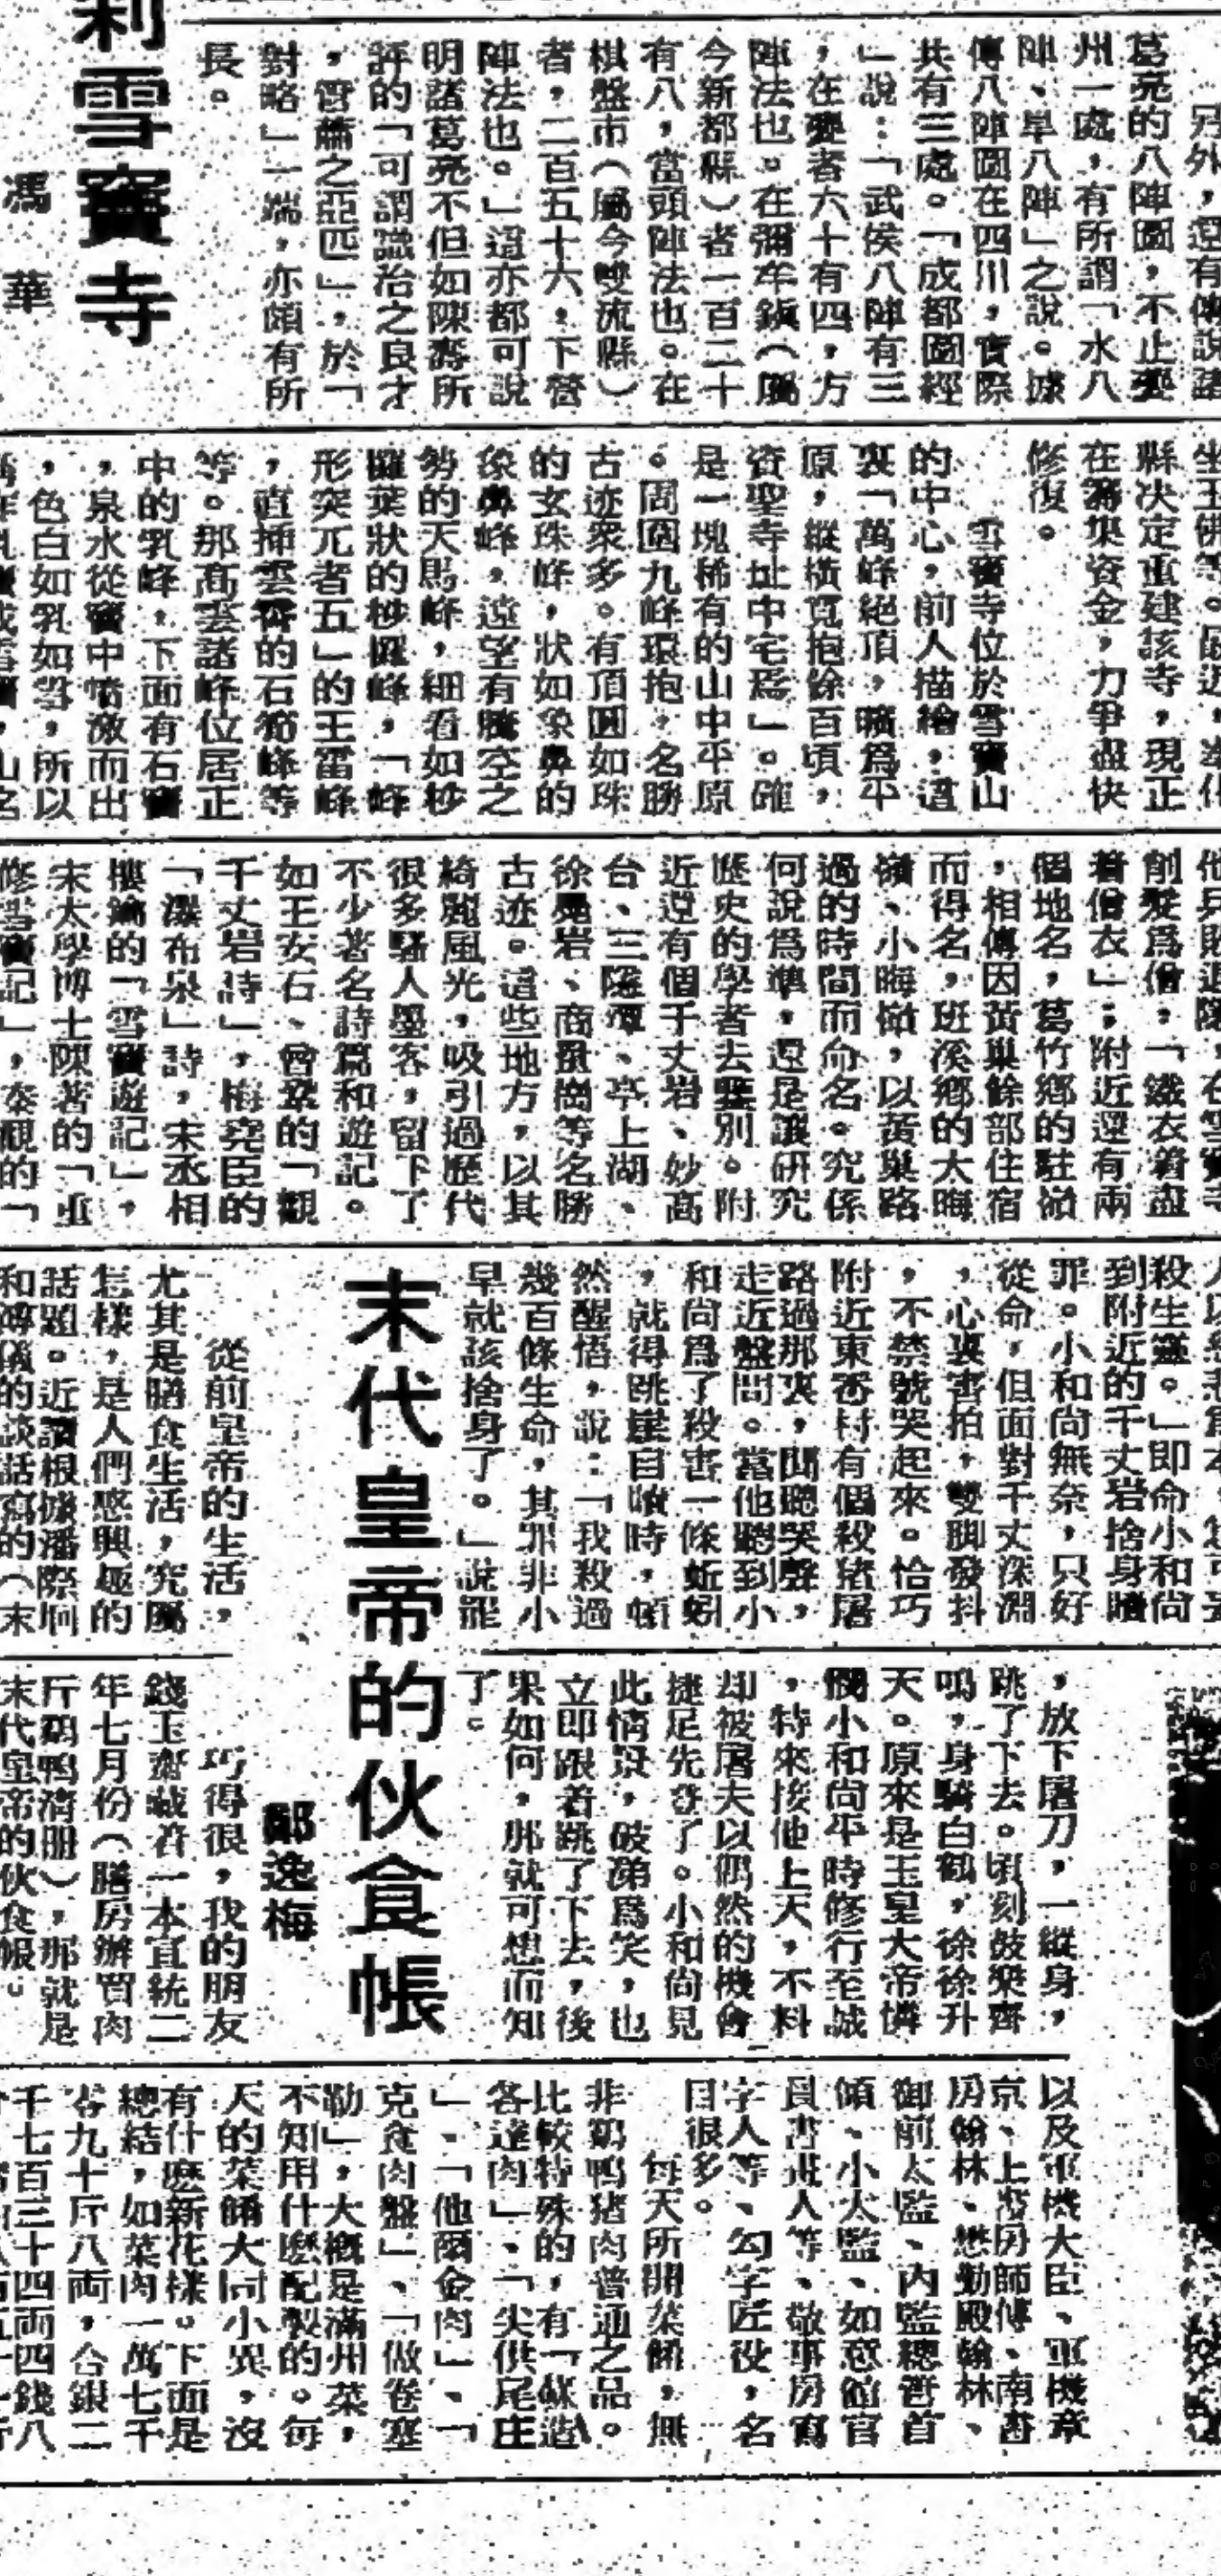 另外，還有傳說諸
葛亮的八陣圖，不止夔
州一處，有所謂「水八
陣、旱八陣」之說。據
傳八陣圖在四川，實際
共有三處。「成都圖經
」說：「武侯八陣有三
，在夔者六十有四，方
陣法也。在彌牟鎮（屬
今新都縣）者一百二十
有八，當頭陣法也。在
棋盤市（屬今雙流縣）
者，二百五十六，下營
陣法也。」這亦都可說
明諸葛亮不但如陳壽所
評的「可謂識治之良才
，管蕭之亞匹」，於「
對略」一端，亦頗有所
長。
剎雪竇寺
馮華
縣決定重建該寺，現正
在籌集資金，力爭盡快
修復。
雪竇寺位於雪竇山
的中心，前人描繪，這
裏「萬峰絕頂，曠爲平
原，縱橫寬抱餘百頃，
資聖寺址中宅焉」。確
是一塊稀有的山中平原
。周圍九峰環抱，名勝
古迹衆多。有頂圓如珠
的玄珠峰，狀如象鼻的
象鼻峰，遠望有騰空之
勢的天馬峰，細看如杪
欏葉狀的杪欏峰，「峰
形突兀者五」的王雷峰
，直插雲霄的石筍峰等
等。那高雲諸峰位居正
中的乳峰，下面有石竇
，泉水從竇中噴激而出
，色白如乳如雪，所以
削髮爲僧，「鐵衣着盡
着僧衣」；附近還有兩
個地名，葛竹鄉的駐嶺
，相傳因黃巢餘部住宿
而得名，班溪鄉的大晦
嶺、小晦嶺，以黃巢路
過的時間而命名。究係
何說爲準，還是讓研究
歷史的學者去甄別。附
近還有個千丈岩、妙高
台、三隱潭、亭上湖、
徐鳧岩、商量崗等名勝
古迹。這些地方，以其
綺麗風光，吸引過歷代
很多騷人墨客，留下了
不少著名詩篇和遊記。
如王安石、曾鞏的「觀
千丈岩詩」，梅堯臣的
「瀑布泉」詩，宋丞相
樓鑰的「雪竇遊記」，
宋太學博士陳著的「重
修雪竇記」，秦觀的「
殺生靈。」即命小和尚
到附近的千丈岩捨身贖
罪。小和尚無奈，只好
從命，但面對千丈深淵
，心裏害怕，雙脚發抖
，不禁號哭起來。恰巧
附近東岙村有個殺猪屠
路過那裏，聞聽哭聲，
走近盤問。當他聽到小
和尚爲了殺害一條蚯蚓
，就得跳崖自贖時，頓
然醒悟，說：「我殺過
幾百條生命，其罪非小
早就該捨身了。」說罷
，放下屠刀，一縱身，
跳了下去。頃刻鼓樂齊
鳴，身騎白鶴，徐徐升
天。原來是玉皇大帝憐
憫小和尚平時修行至誠
，特來接他上天，不料
却被屠夫以偶然的機會
捷足先登了。小和尚見
此情景，破涕爲笑，也
立即跟着跳了下去，後
果如何，那就可想而知
了。
末代皇帝的伙食帳
鄭逸梅
從前皇帝的生活，
尤其是膳食生活，究屬
怎樣，是人們感興趣的
話題。近讀根據潘際坰
和溥儀的談話寫的（末
巧得很，我的朋友
錢玉齋藏着一本宣統二
年七月份（膳房辦買肉
斤鷄鴨清册），那就是
末代皇帝的伙食帳。
以及軍機大臣、軍機章
京、上書房師傅、南書
房翰林、懋勤殿翰林、
御前太監、內監總管首
領、小太監、如意館官
員書畫人等、敬事房寫
字人等、勾字匠役，名
目很多。
每天所開菜餚，無
非鷄鴨猪肉普通之品。
比較特殊的，有「蘇造
各達肉」、「尖供尾庄
」、「他爾金肉」、「
克食肉盤」、「做卷塞
勒」，大概是滿州菜，
不知用什麽配製的。每
天的菜餚大同小異，沒
有什麽新花樣。下面是
總結，如菜肉一萬七千
零九十斤八兩，合銀二
千七百三十四兩四錢八